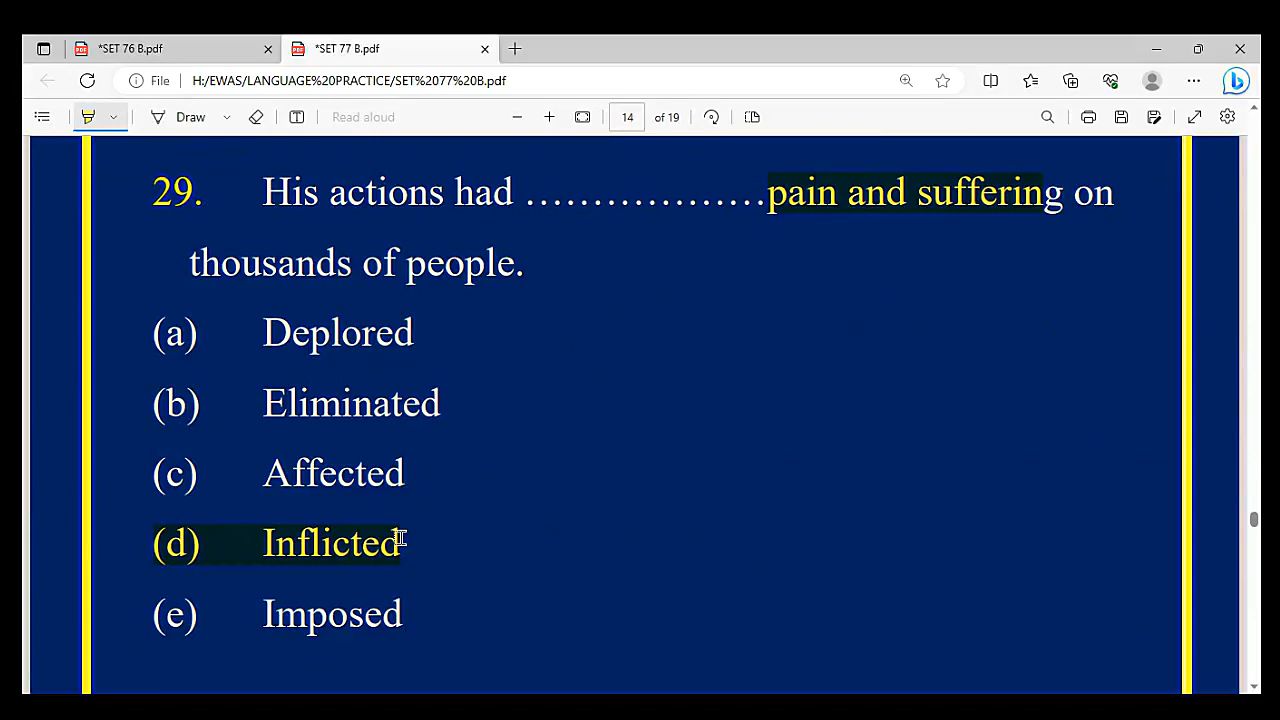 *SET 76 B.pdf
*SET 77 B.pdf
File H:/EWAS/LANGUAGE%20PRACTICE/SET%2077%20B.pdf
Draw Read aloud 14 of 19
29. His actions had ………………pain and suffering on
thousands of people.
(a) Deplored
(b) Eliminated
(c) Affected
(d) Inflicted
(e) Imposed